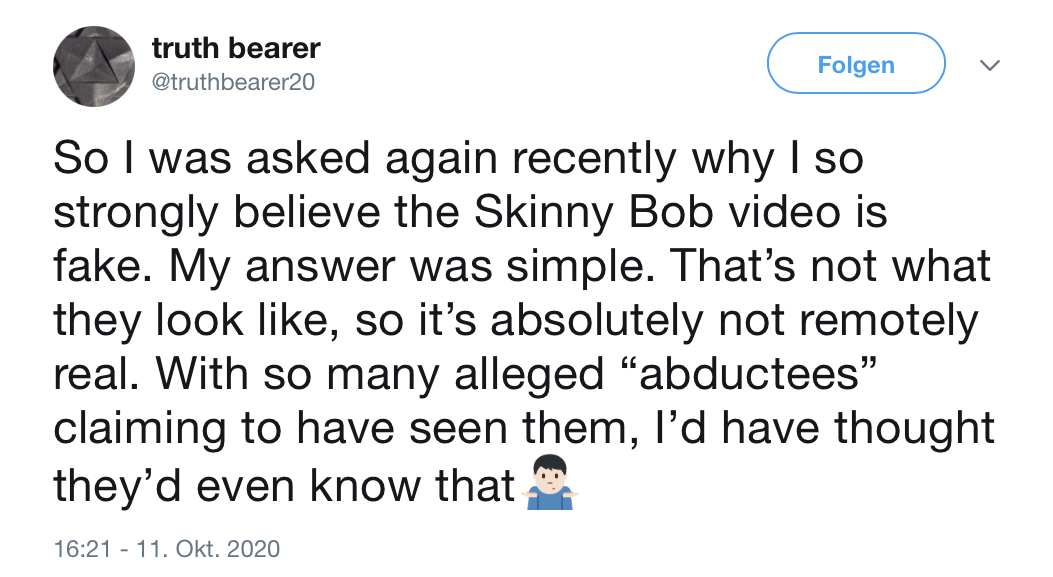 truth bearer
@truthbearer20
Folgen
So I was asked again recently why I so
strongly believe the Skinny Bob video is
fake. My answer was simple. That’s not what
they look like, so it’s absolutely not remotely
real. With so many alleged “abductees”
claiming to have seen them, I’d have thought
they’d even know that🤷🏻‍♂️
16:21 - 11. Okt. 2020